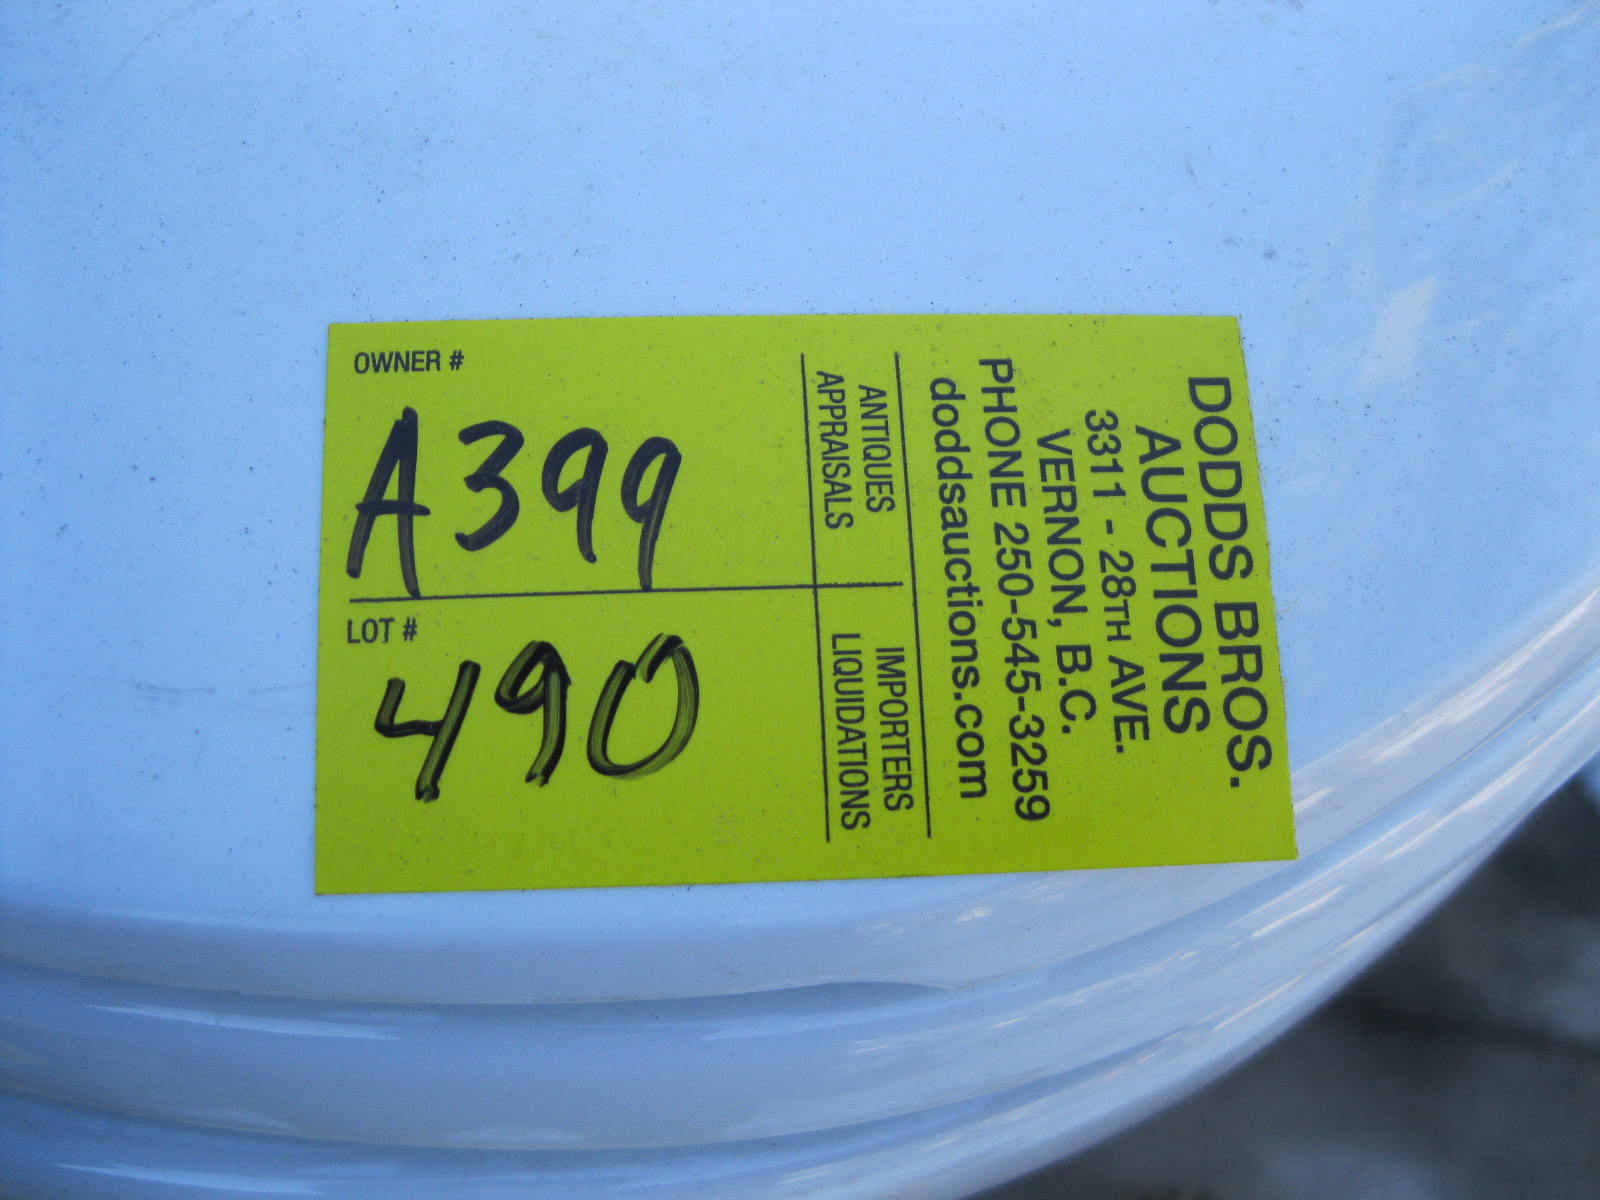 OWNER #
A399
LOT #
490
DODDS BROS.
AUCTIONS
3311 - 28TH AVE.
VERNON, B.C.
PHONE 250-545-3259
doddsauctions.com
ANTIQUES IMPORTERS
APPRAISALS LIQUIDATIONS